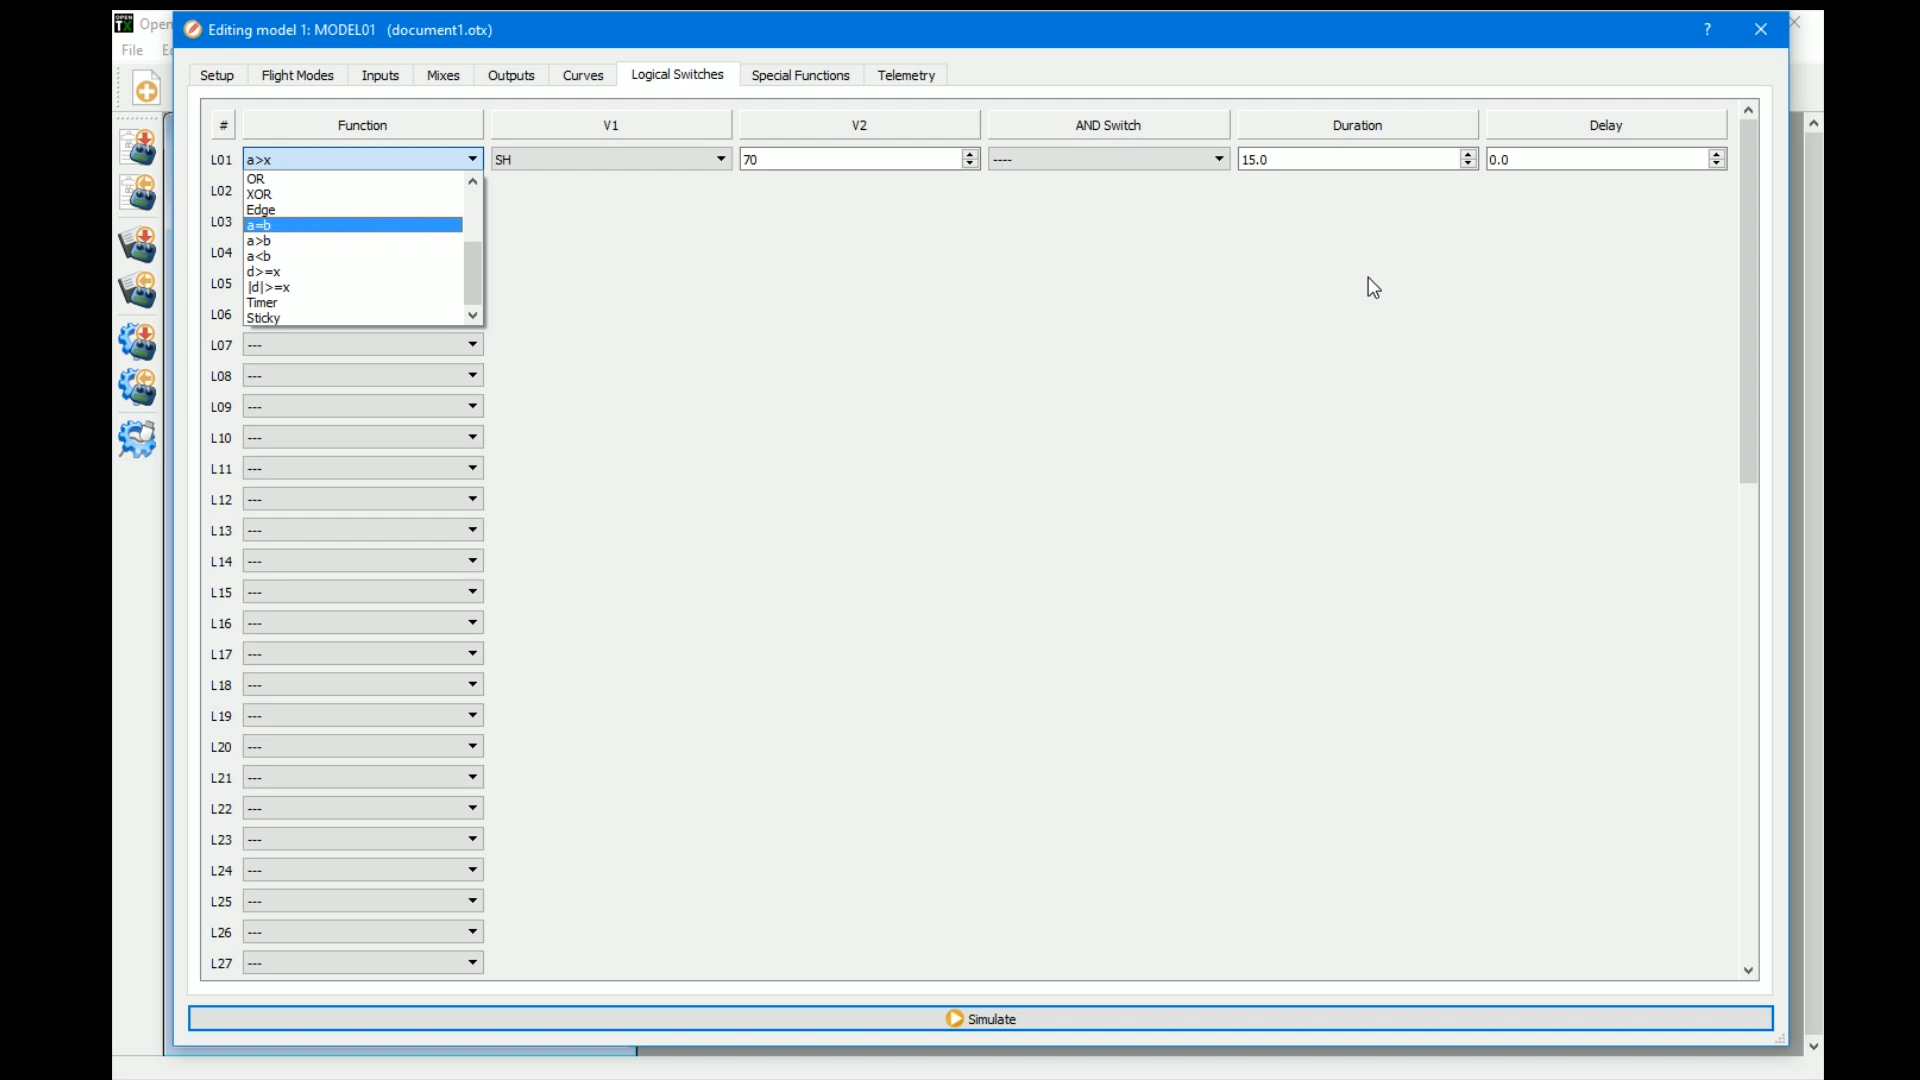 OPEN TX Open
Editing model 1: MODEL01 (document1.otx)
?
File
Setup Flight Modes Inputs Mixes Outputs Curves Logical Switches Special Functions Telemetry
# Function V1 V2 AND Switch Duration Delay
L01 a>x SH 70 ---- 15.0 0.0
OR
L02
XOR
Edge
L03
a=b
a>b
L04
a<b
d>=x
L05
|d|>=x
Timer
L06
Sticky
L07 ---
L08 ---
L09 ---
L10 ---
L11 ---
L12 ---
L13 ---
L14 ---
L15 ---
L16 ---
L17 ---
L18 ---
L19 ---
L20 ---
L21 ---
L22 ---
L23 ---
L24 ---
L25 ---
L26 ---
L27 ---
Simulate